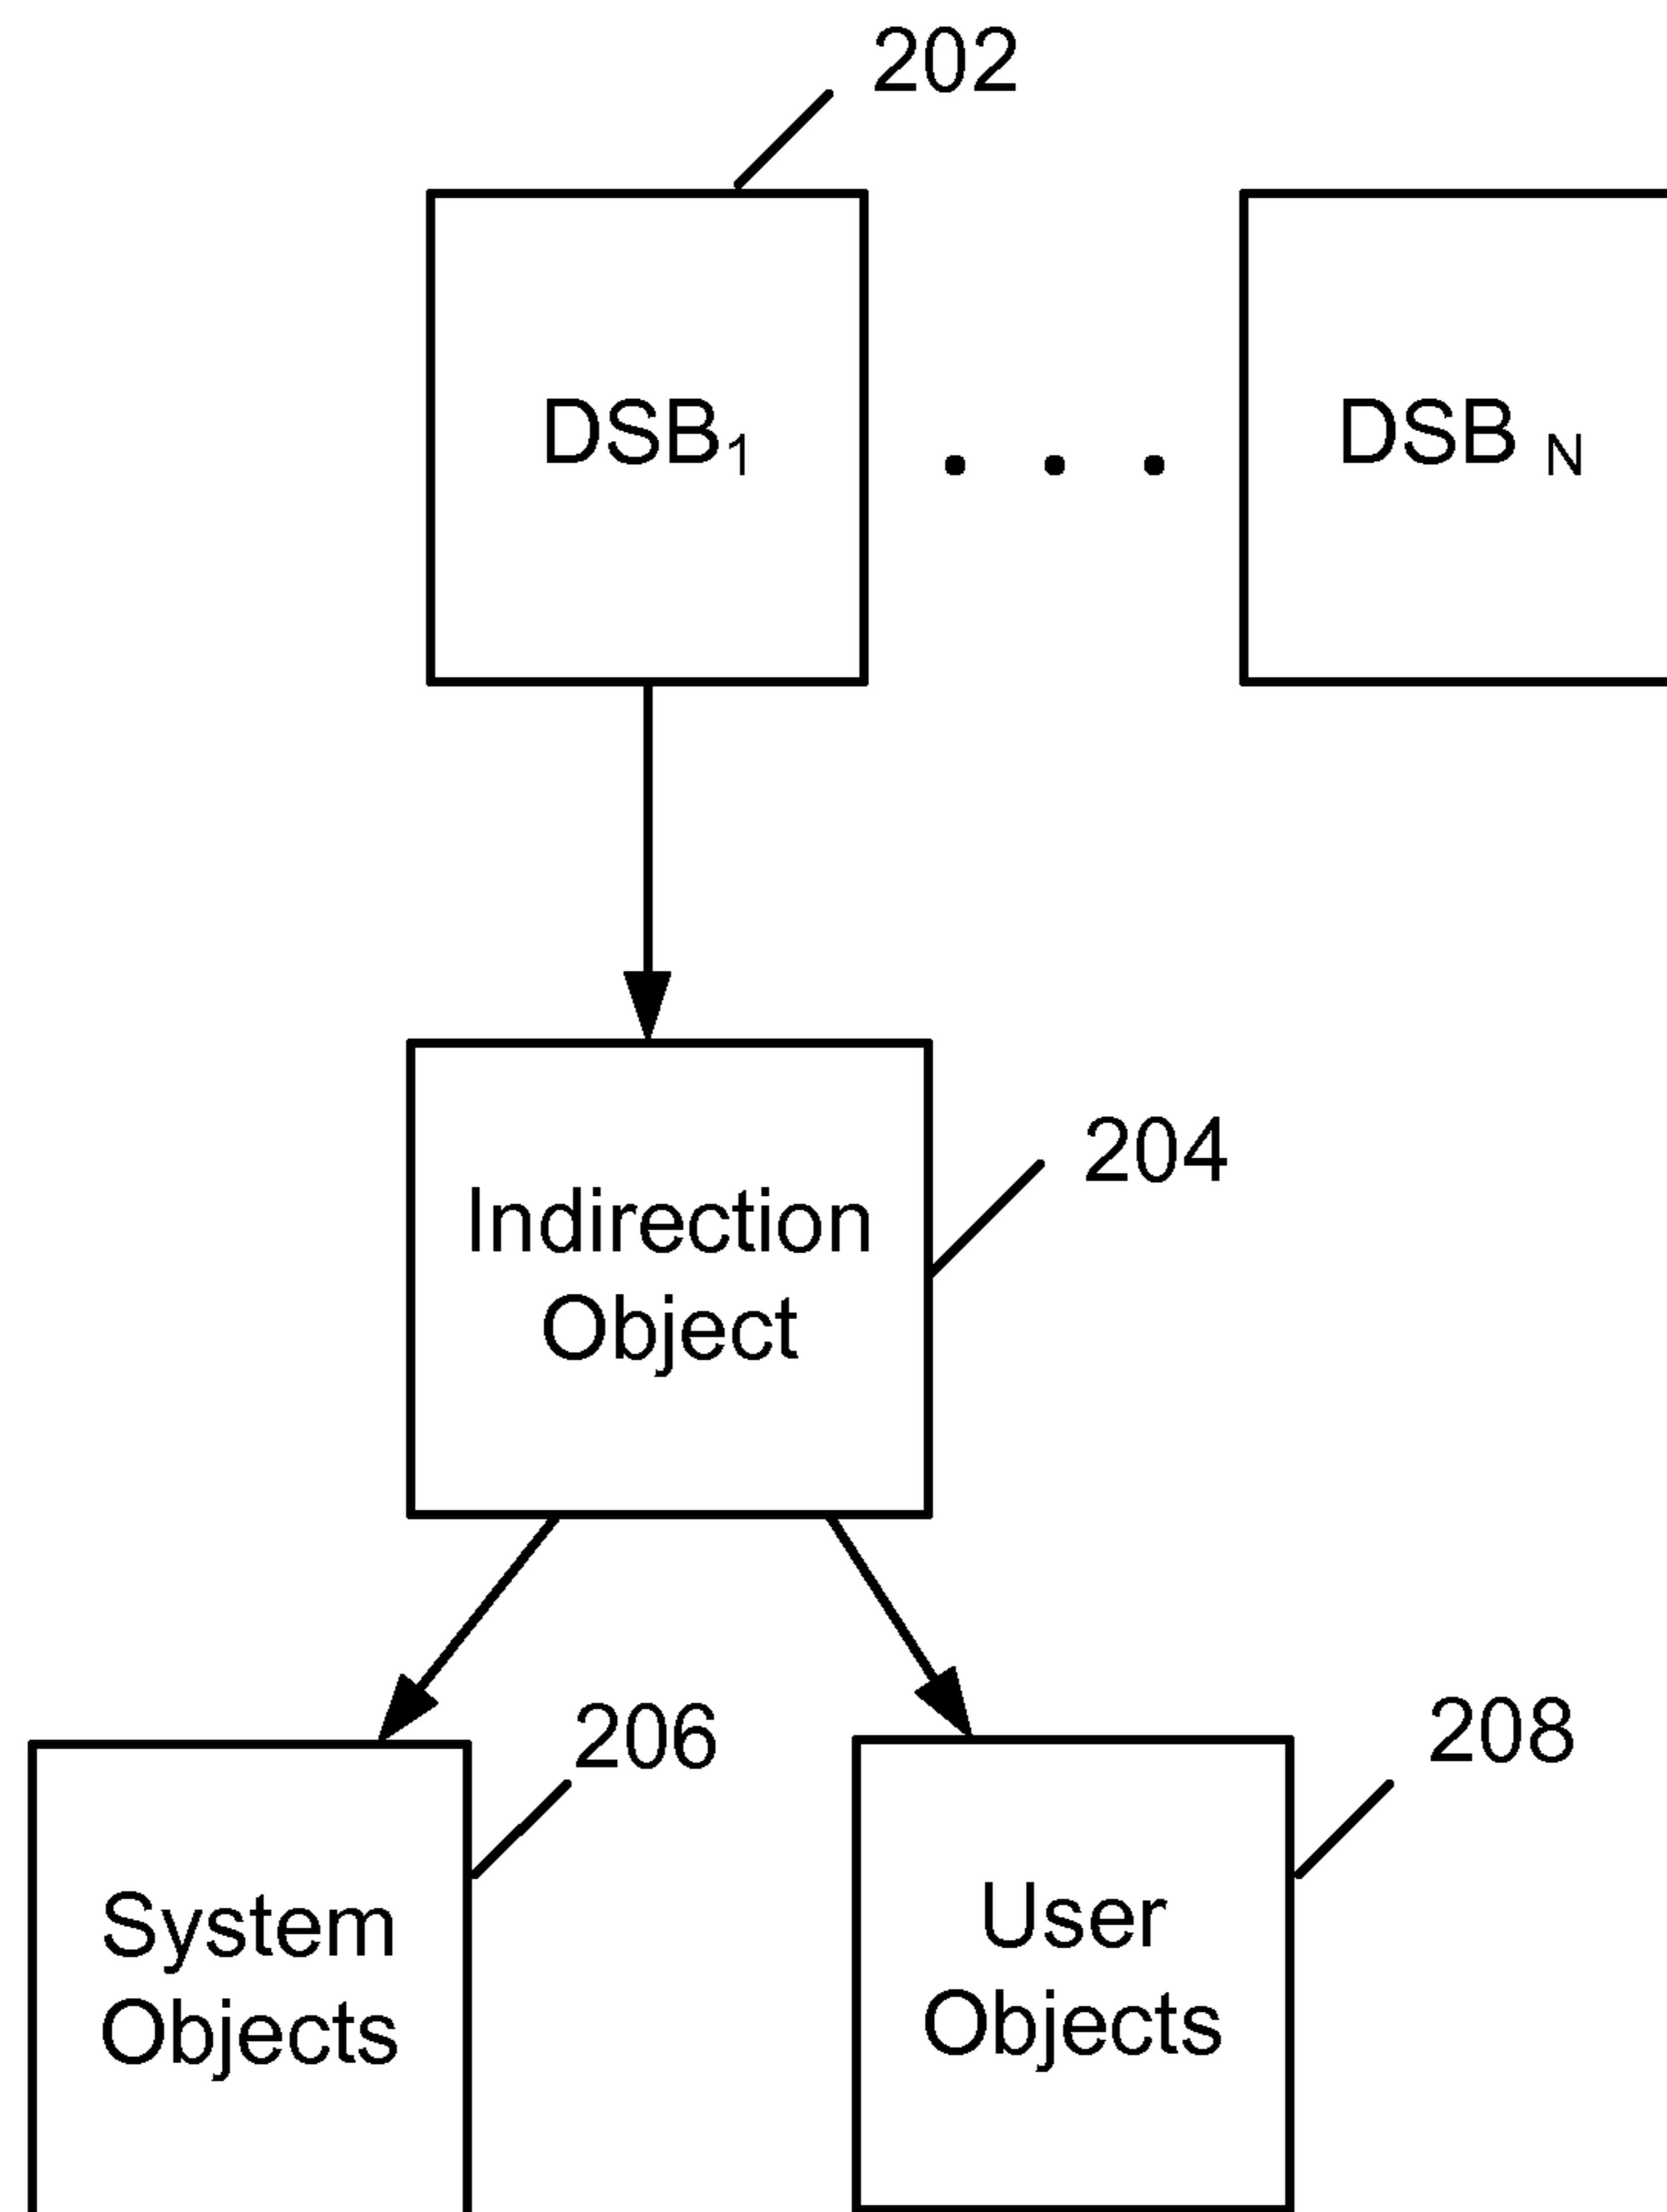 202
DSB1 . . . DSB N
204
Indirection
Object
206
208
System
Objects
User
Objects